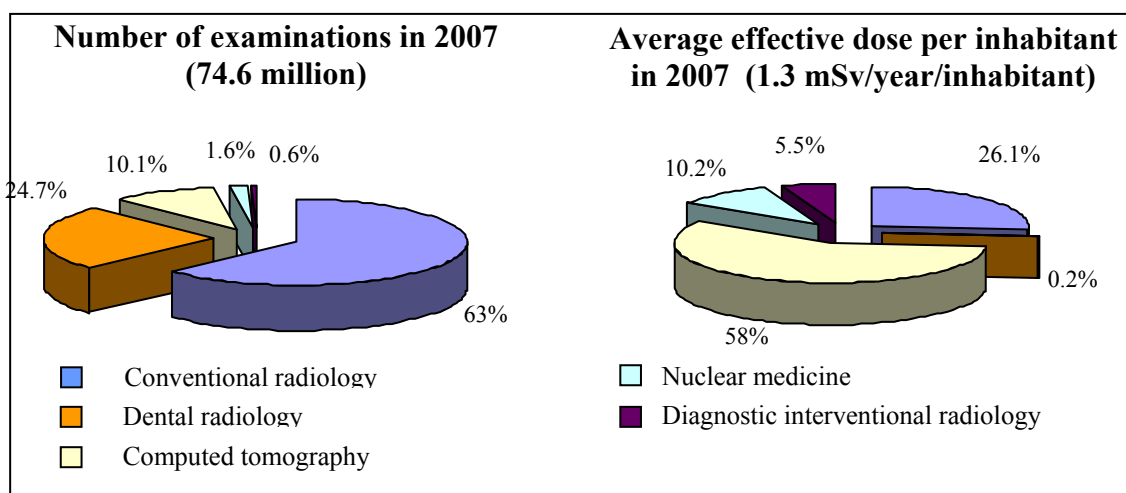 Number of examinations in 2007
(74.6 million)
10.1%
1.6%
0.6%
24.7%
63%
Average effective dose per inhabitant
in 2007 (1.3 mSv/year/inhabitant)
5.5%
26.1%
10.2%
0.2%
58%
Conventional radiology
Dental radiology
Computed tomography
Nuclear medicine
Diagnostic interventional radiology